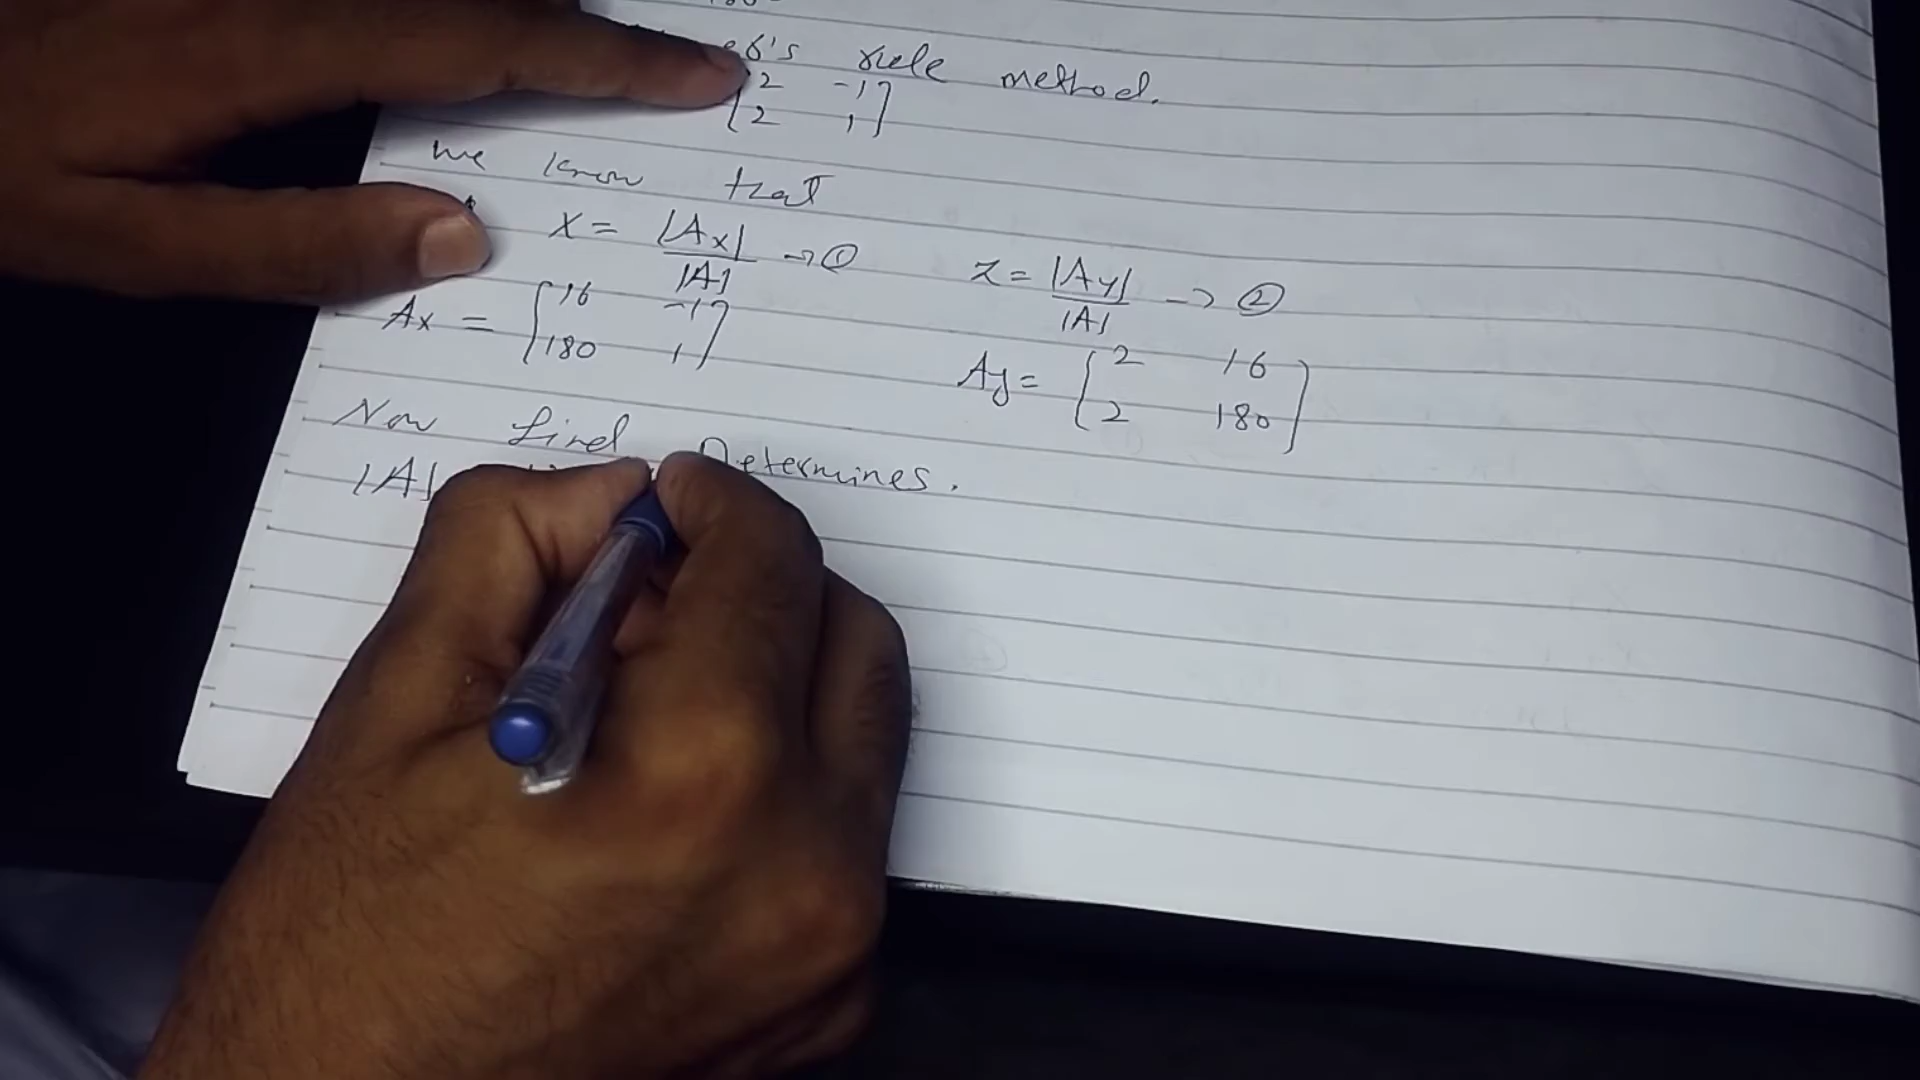 rule method.
[2 -1]
[2 1]
we know that
X = |Ax| / |A| → ① z = |Ay| / |A| → ②
Ax = [16 -1] Ay = [2 16]
[180 1] [2 180]
Now find Determines.
|A|